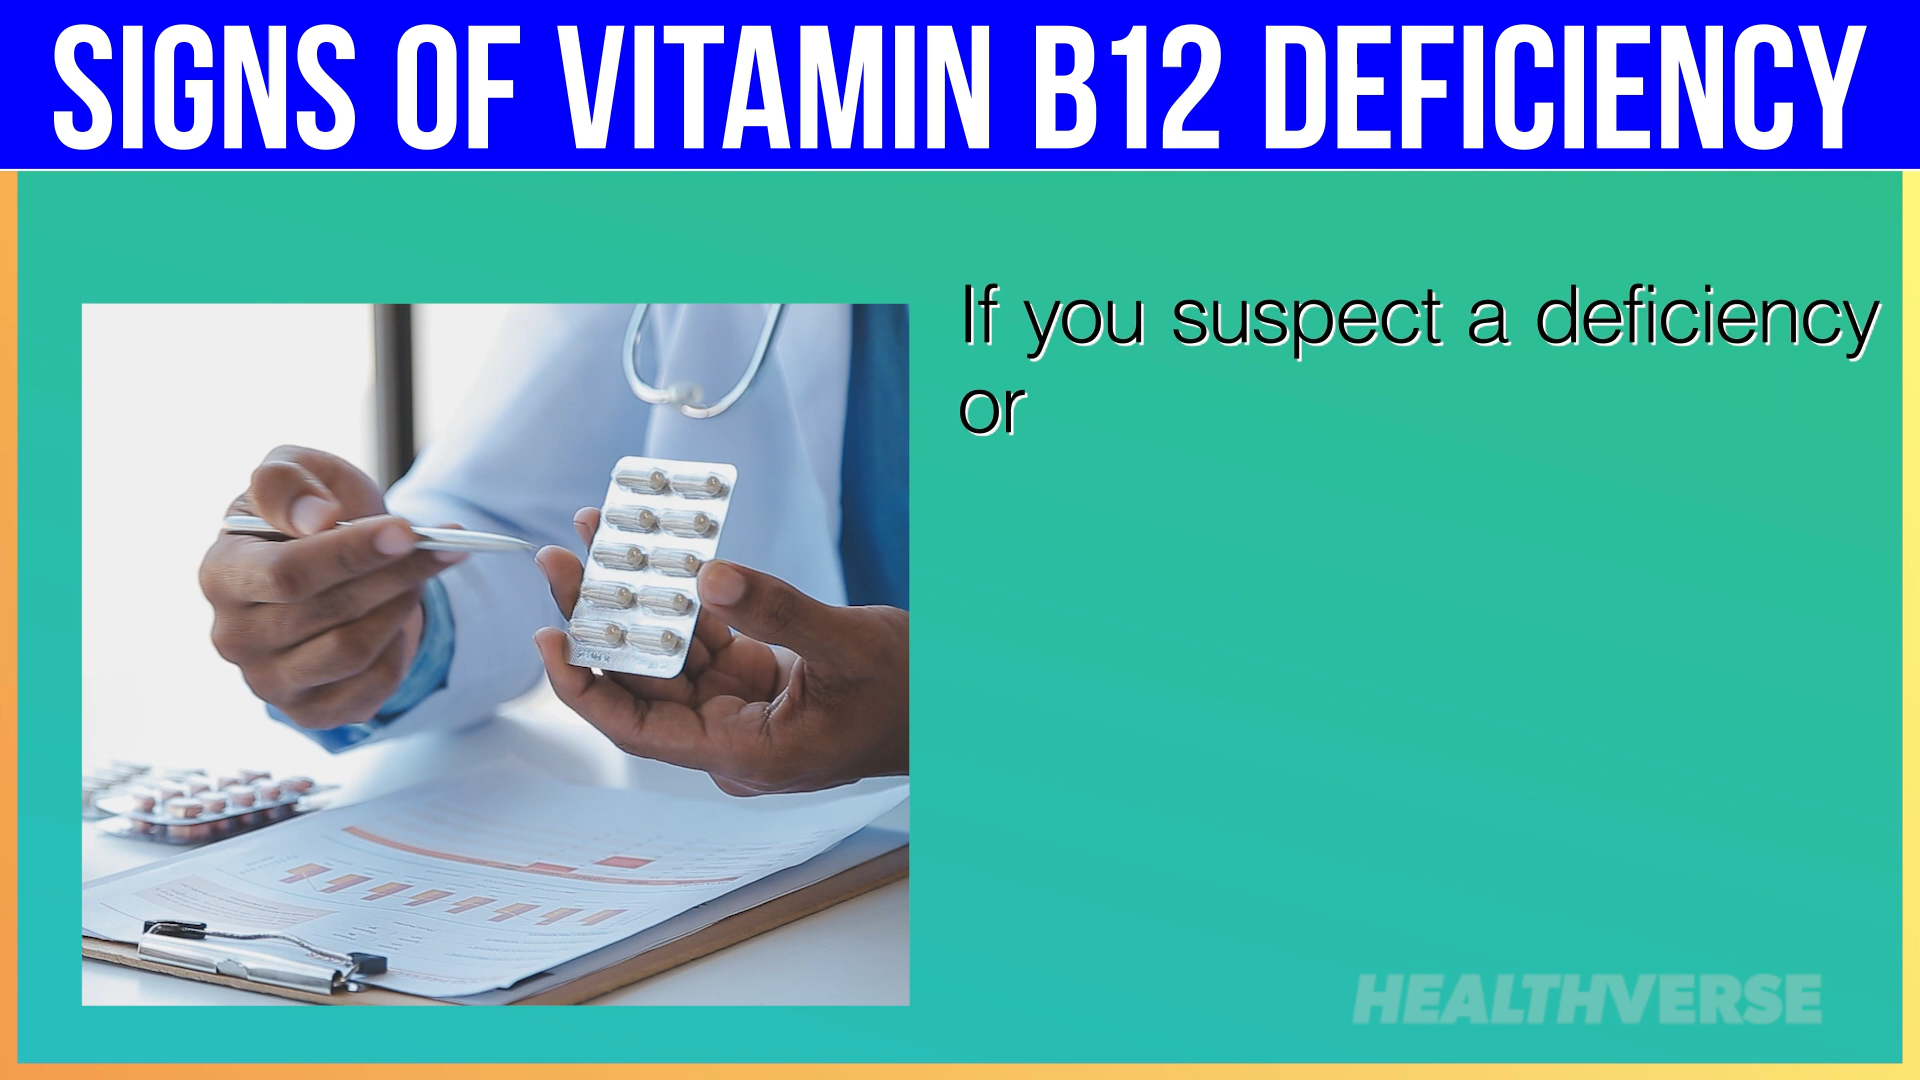 SIGNS OF VITAMIN B12 DEFICIENCY
If you suspect a deficiency
or
HEALTHVERSE